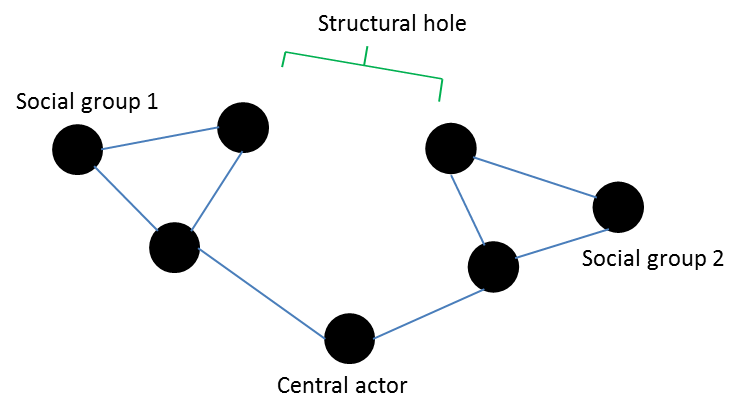 Structural hole
Social group 1
Social group 2
Central actor